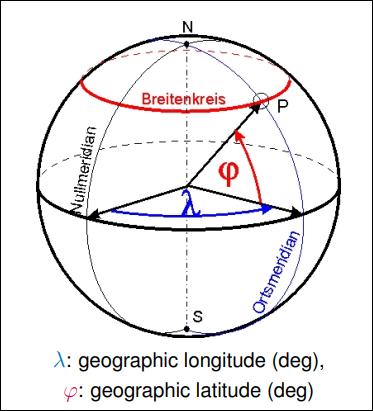 N
Breitenkreis
P
Nullmeridian
φ
λ
Ortsmeridian
S
λ: geographic longitude (deg),
φ: geographic latitude (deg)